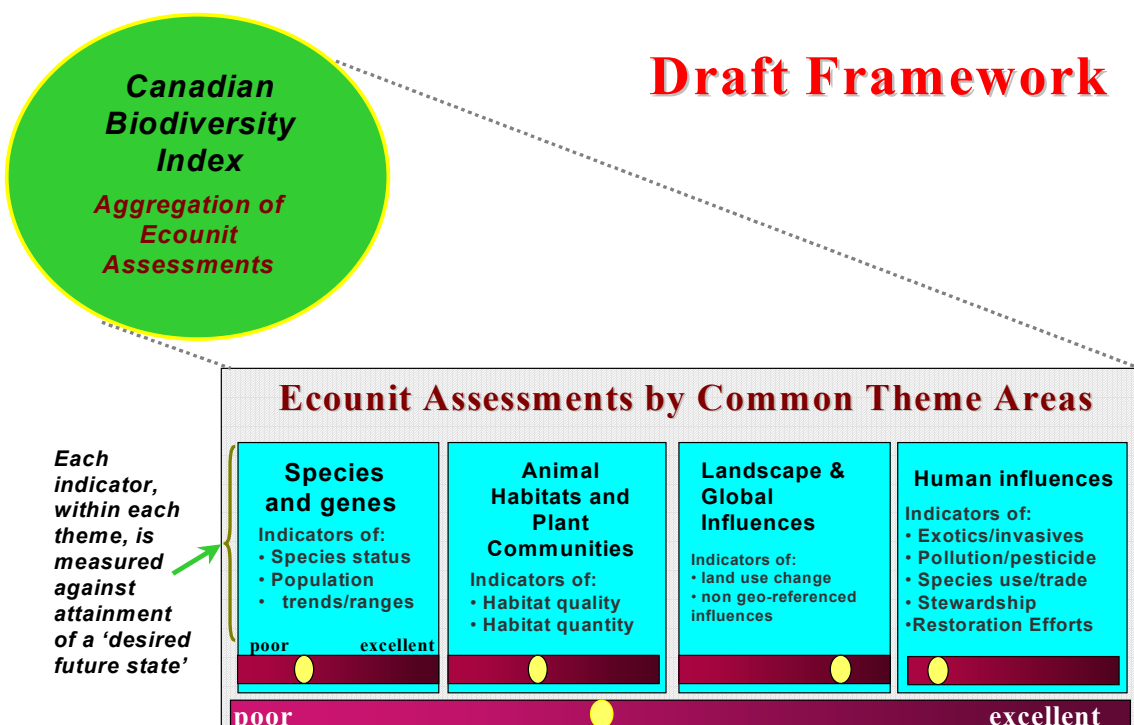 Draft Framework
Canadian
Biodiversity
Index
Aggregation of
Ecounit
Assessments
Ecounit Assessments by Common Theme Areas
Each
indicator,
within each
theme, is
measured
against
attainment
of a ‘desired
future state’
Species
and genes
Indicators of:
• Species status
• Population
• trends/ranges
poor excellent
Animal
Habitats and
Plant
Communities
Indicators of:
• Habitat quality
• Habitat quantity
Landscape &
Global
Influences
Indicators of:
• land use change
• non geo-referenced
influences
Human influences
Indicators of:
• Exotics/invasives
• Pollution/pesticide
• Species use/trade
• Stewardship
•Restoration Efforts
poor excellent